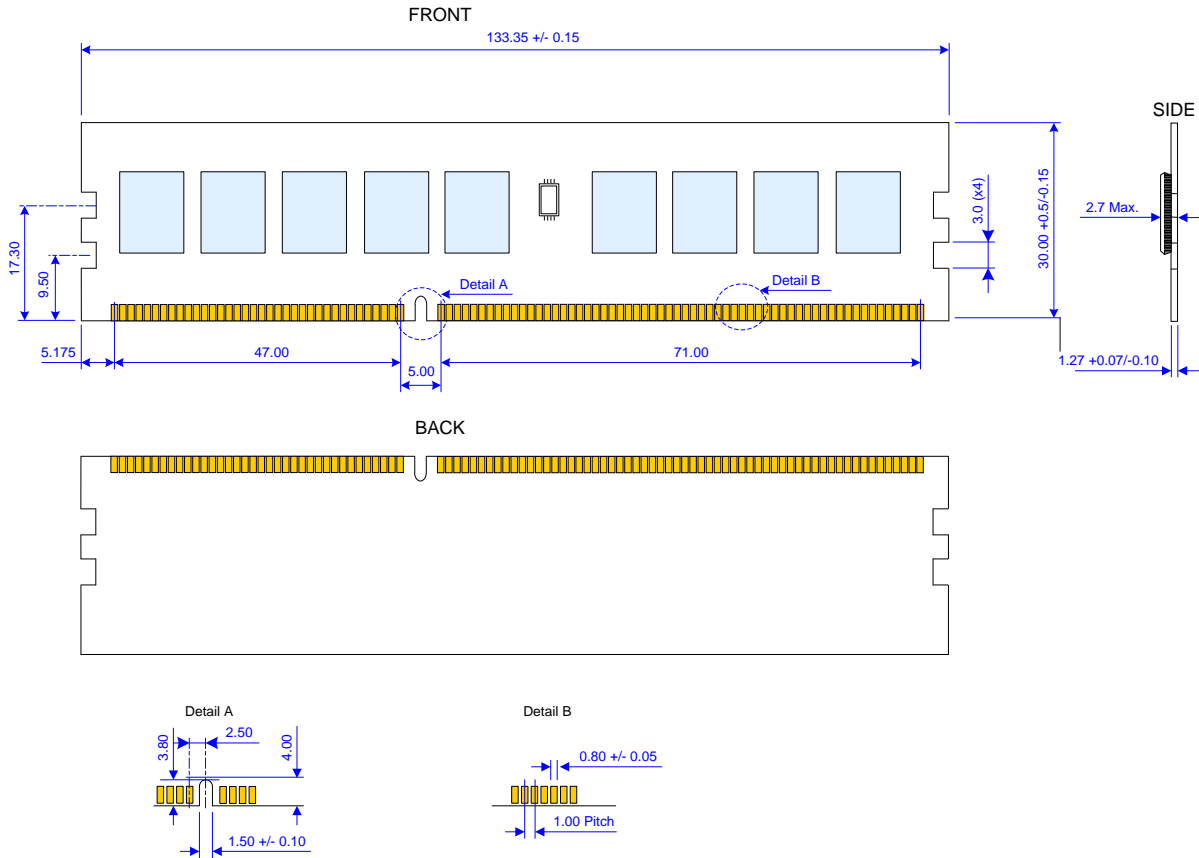 FRONT
133.35 +/- 0.15
SIDE
2.7 Max.
3.0 (x4)
30.00 +0.5/-0.15
17.30
9.50
Detail A
Detail B
5.175
47.00
5.00
71.00
1.27 +0.07/-0.10
BACK
Detail A
Detail B
3.80
2.50
4.00
1.50 +/- 0.10
0.80 +/- 0.05
1.00 Pitch